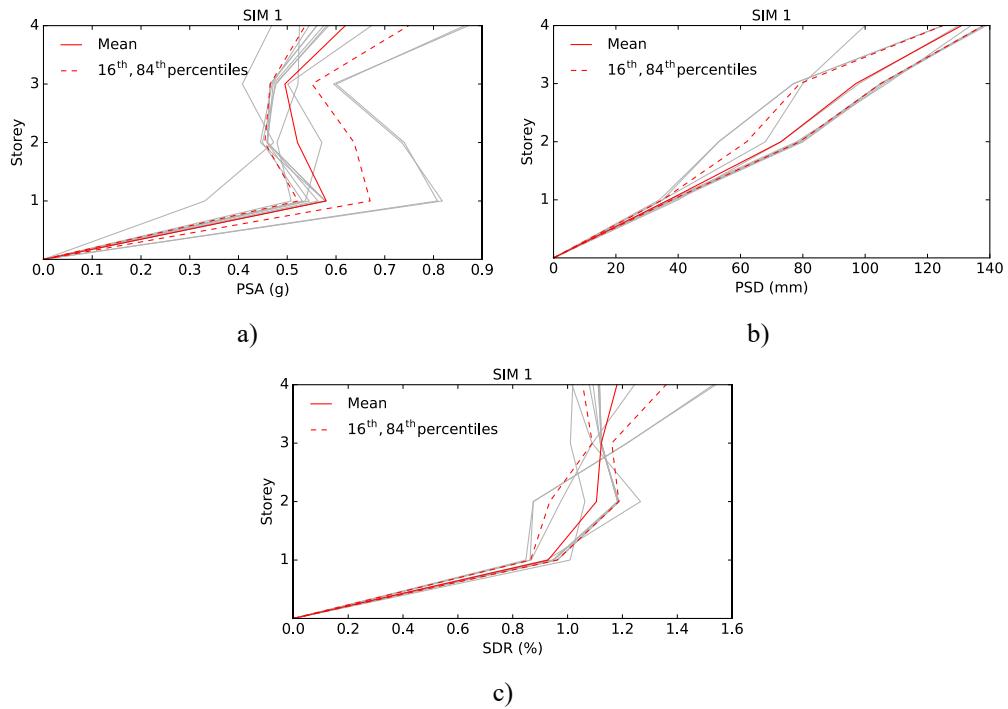 SIM 1
4
3
2
1
Storey
Mean
16th, 84th percentiles
0.0 0.1 0.2 0.3 0.4 0.5 0.6 0.7 0.8 0.9
PSA (g)
a)
SIM 1
4
3
2
1
Storey
Mean
16th, 84th percentiles
0 20 40 60 80 100 120 140
PSD (mm)
b)
SIM 1
4
3
2
1
Storey
Mean
16th, 84th percentiles
0.0 0.2 0.4 0.6 0.8 1.0 1.2 1.4 1.6
SDR (%)
c)